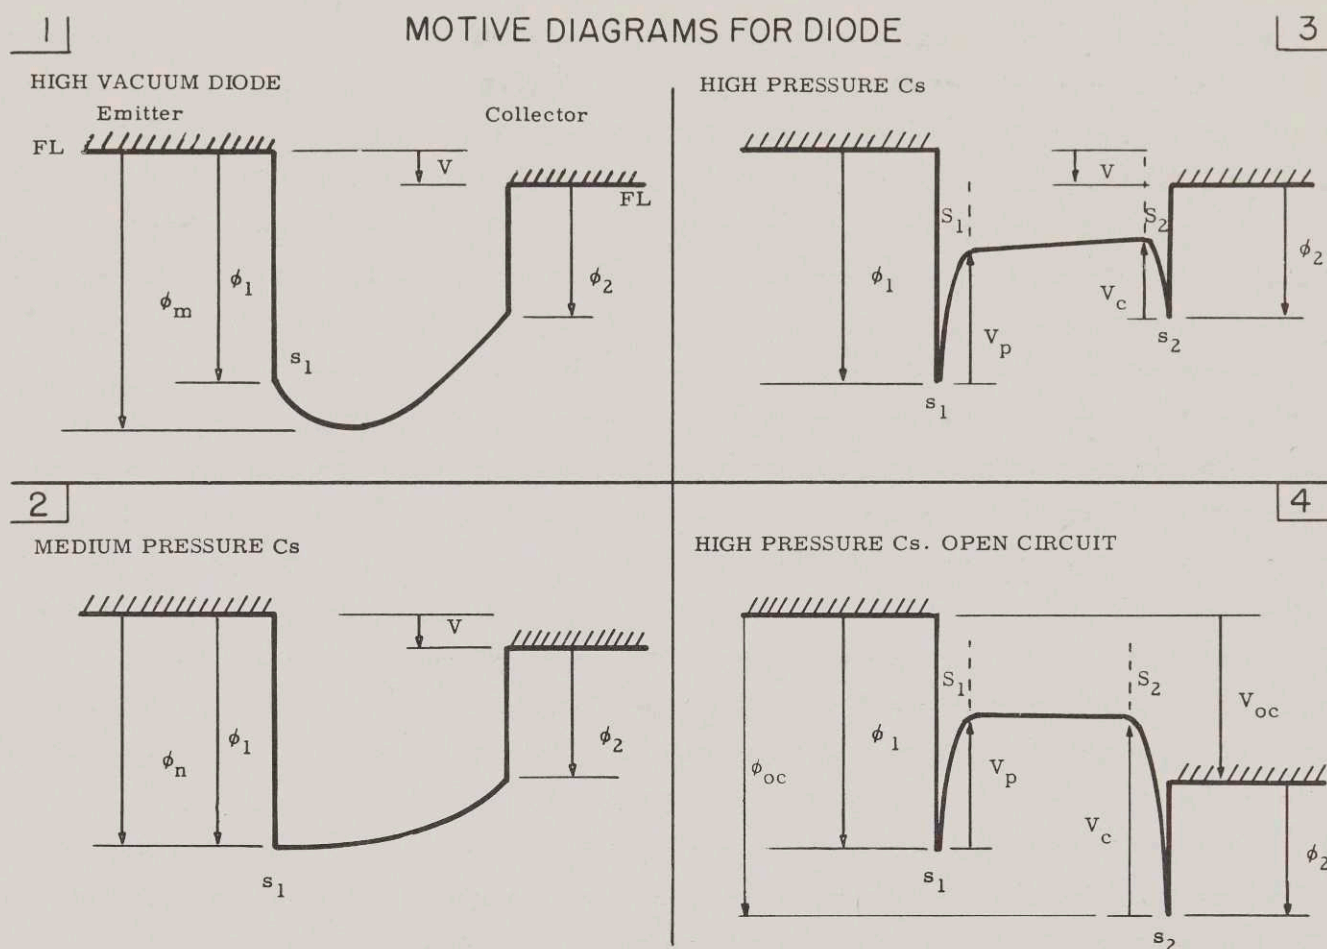 MOTIVE DIAGRAMS FOR DIODE
1
HIGH VACUUM DIODE
Emitter
Collector
FL
V
FL
ϕ1
ϕ2
ϕm
s1
3
HIGH PRESSURE Cs
V
S1
S2
ϕ1
ϕ2
Vc
Vp
s2
s1
2
MEDIUM PRESSURE Cs
V
ϕn
ϕ1
ϕ2
s1
4
HIGH PRESSURE Cs. OPEN CIRCUIT
S1
S2
Voc
ϕ1
ϕoc
Vp
Vc
ϕ2
s1
s2